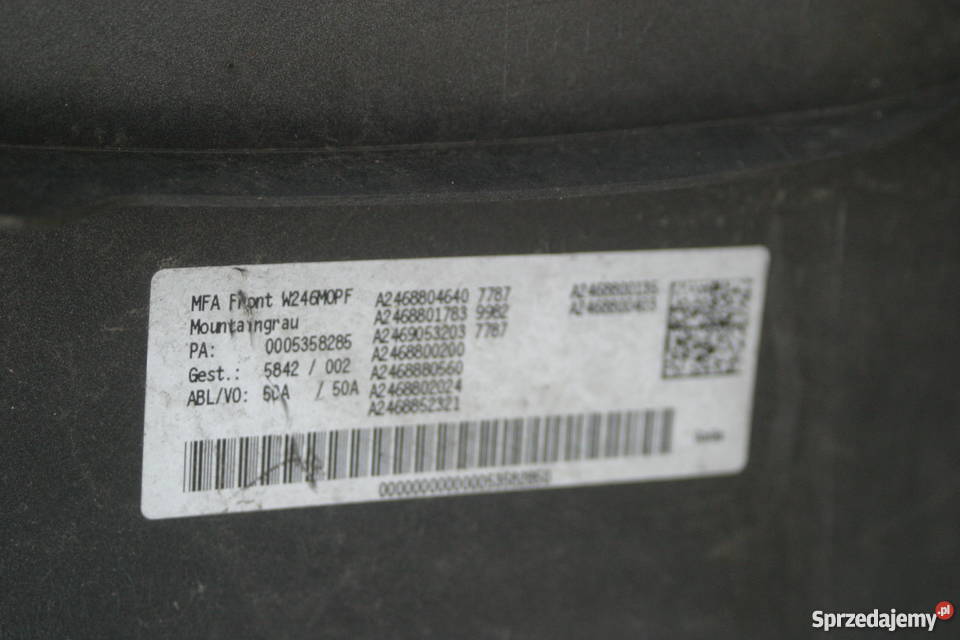 MFA Front W246MOPF
Mountaingrau
PA: 0005358285
Gest.: 5842 / 002
ABL/VO: 50A / 50A
A2468804640 7787
A2468801783 9982
A2469053203 7787
A2468800200
A2468880560
A2468802024
A2468852321
A2468800136
A2468800403
Sprzedajemy.pl